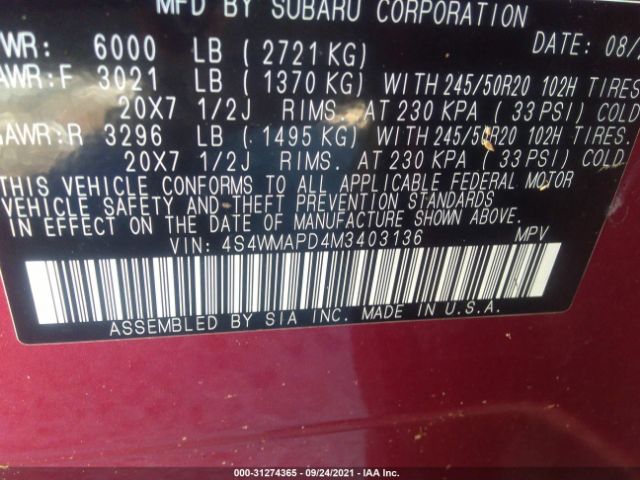 MFD BY SUBARU CORPORATION
WR: 6000 LB ( 2721 KG) DATE: 08/
AWR:F 3021 LB ( 1370 KG) WITH 245/50R20 102H TIRES
20X7 1/2J RIMS. AT 230 KPA ( 33 PSI) COLD
AWR:R 3296 LB ( 1495 KG) WITH 245/50R20 102H TIRES.
20X7 1/2J RIMS. AT 230 KPA ( 33 PSI) COLD
THIS VEHICLE CONFORMS TO ALL APPLICABLE FEDERAL MOTOR
VEHICLE SAFETY AND THEFT PREVENTION STANDARDS
IN EFFECT ON THE DATE OF MANUFACTURE SHOWN ABOVE.
VIN: 4S4WMAPD4M3403136 MPV
ASSEMBLED BY SIA INC. MADE IN U.S.A.
000-31274365 - 09/24/2021 - IAA Inc.